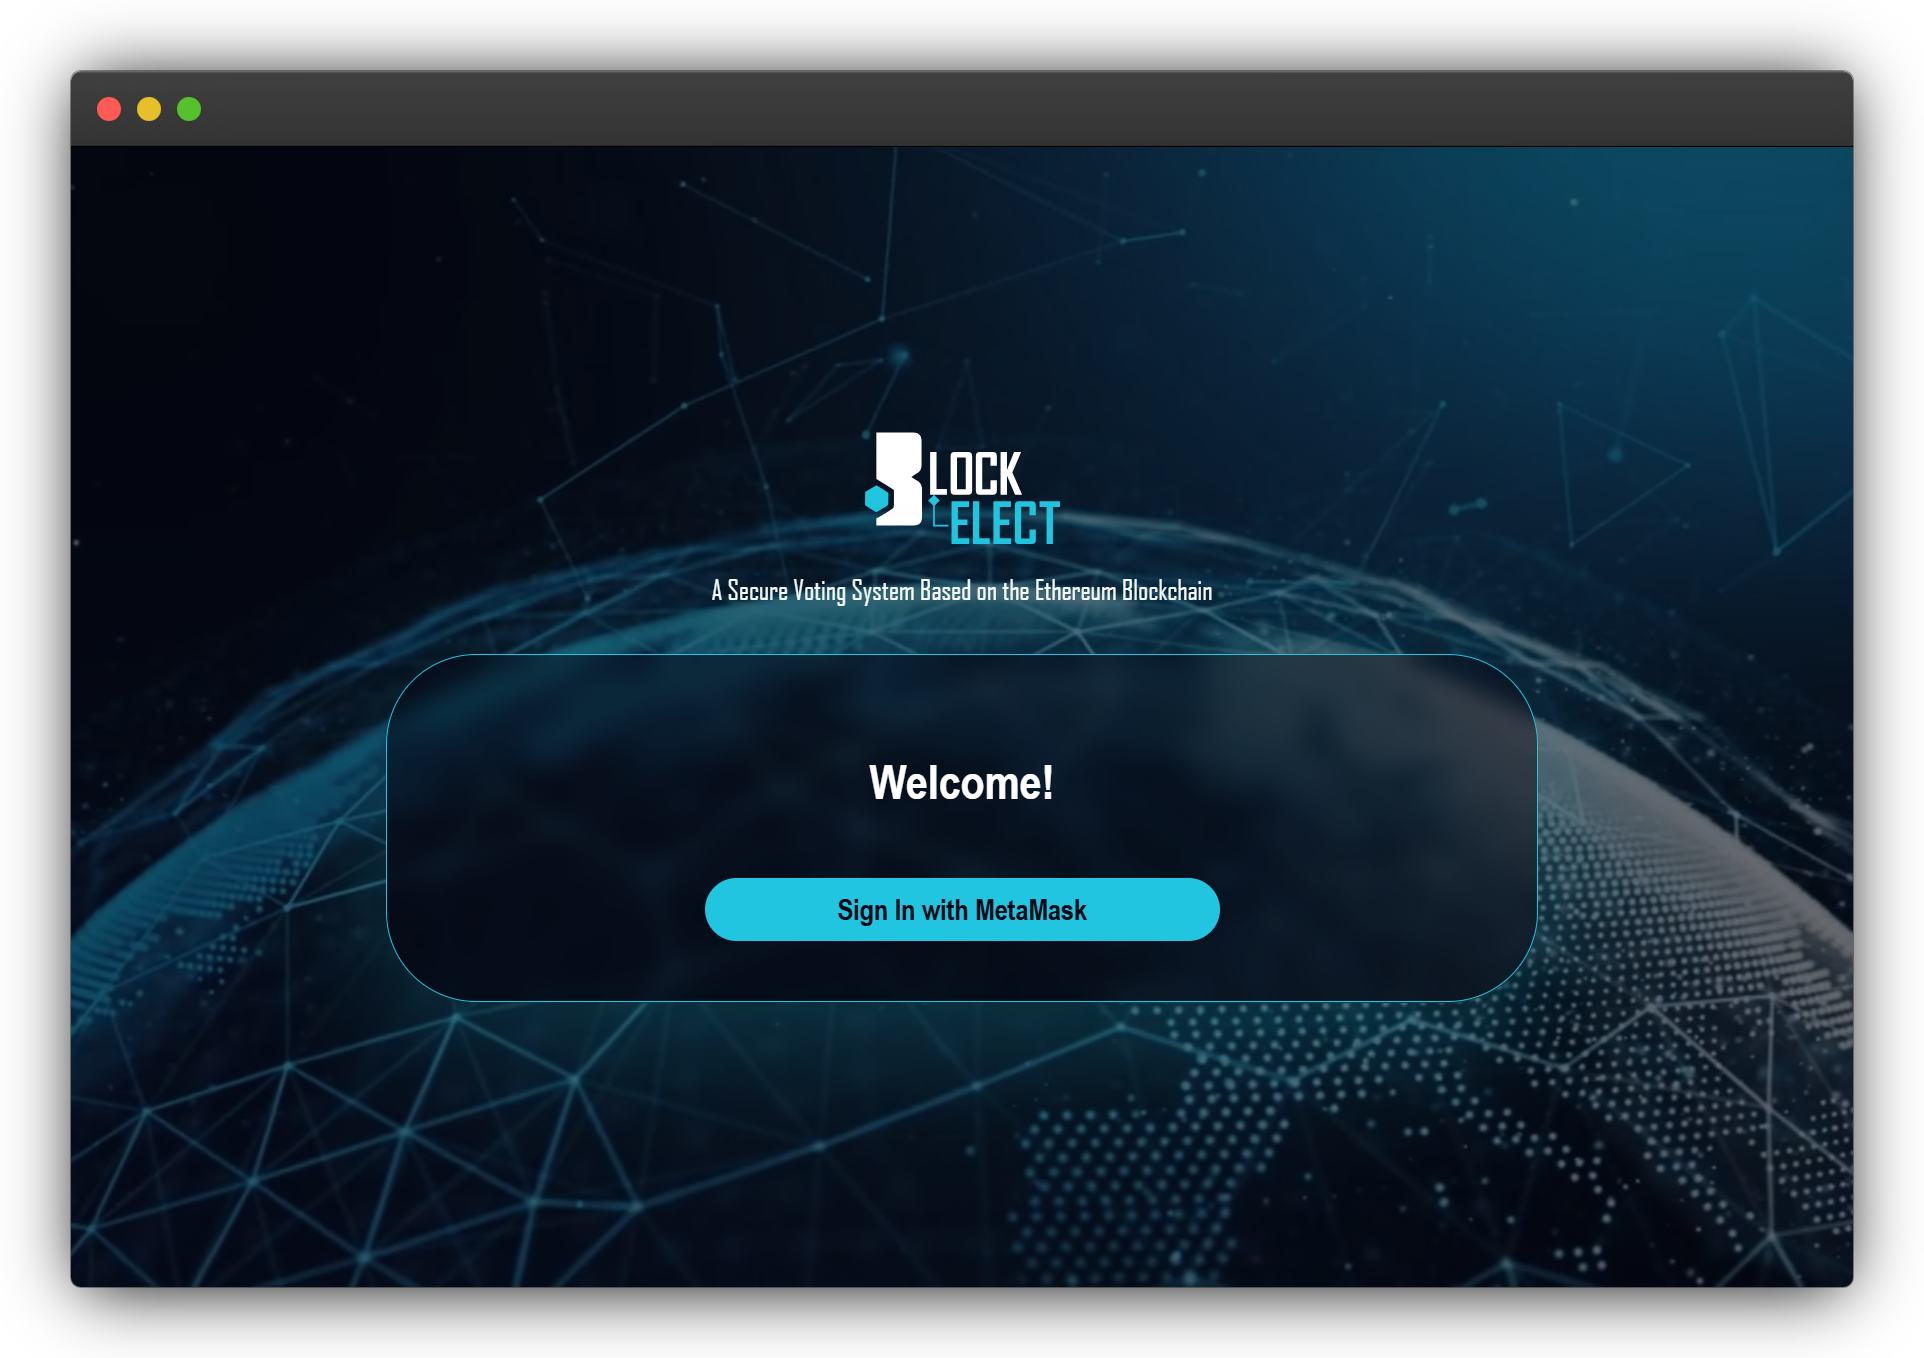 BLOCK
ELECT
A Secure Voting System Based on the Ethereum Blockchain
Welcome!
Sign In with MetaMask